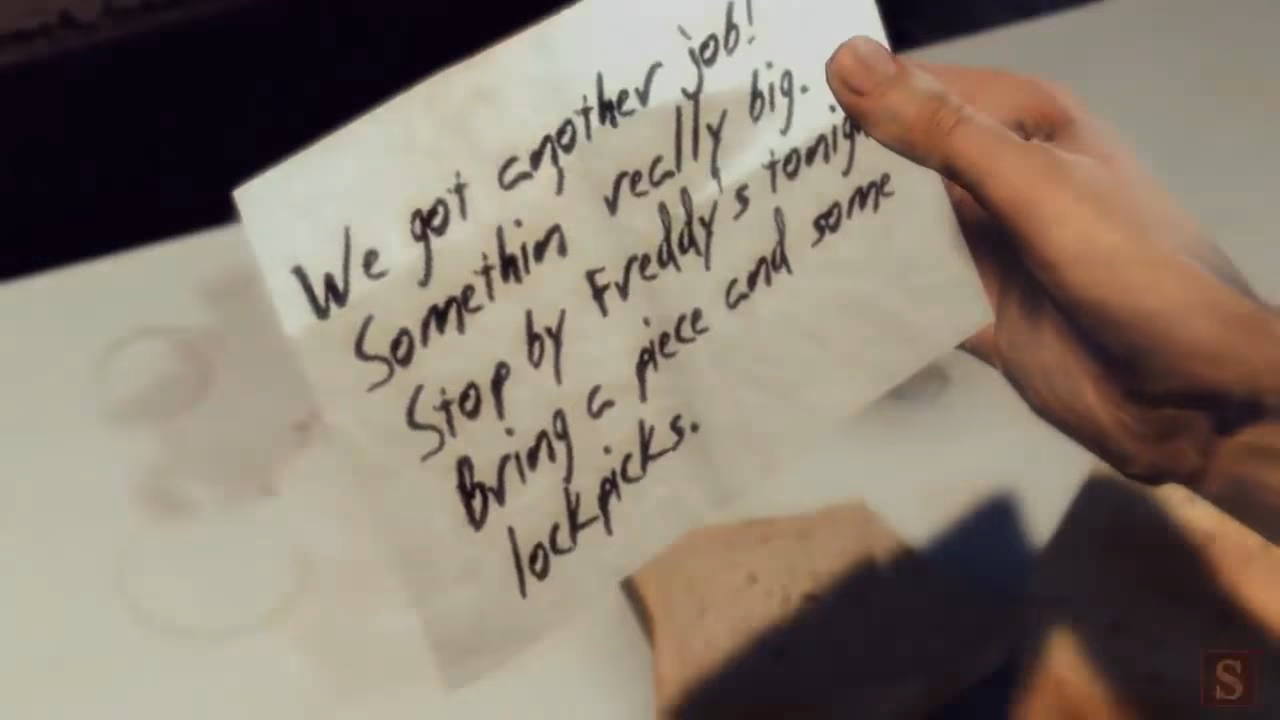 We got another job!
Somethin really big.
Stop by Freddy's
Bring a piece and some
lockpicks.
S